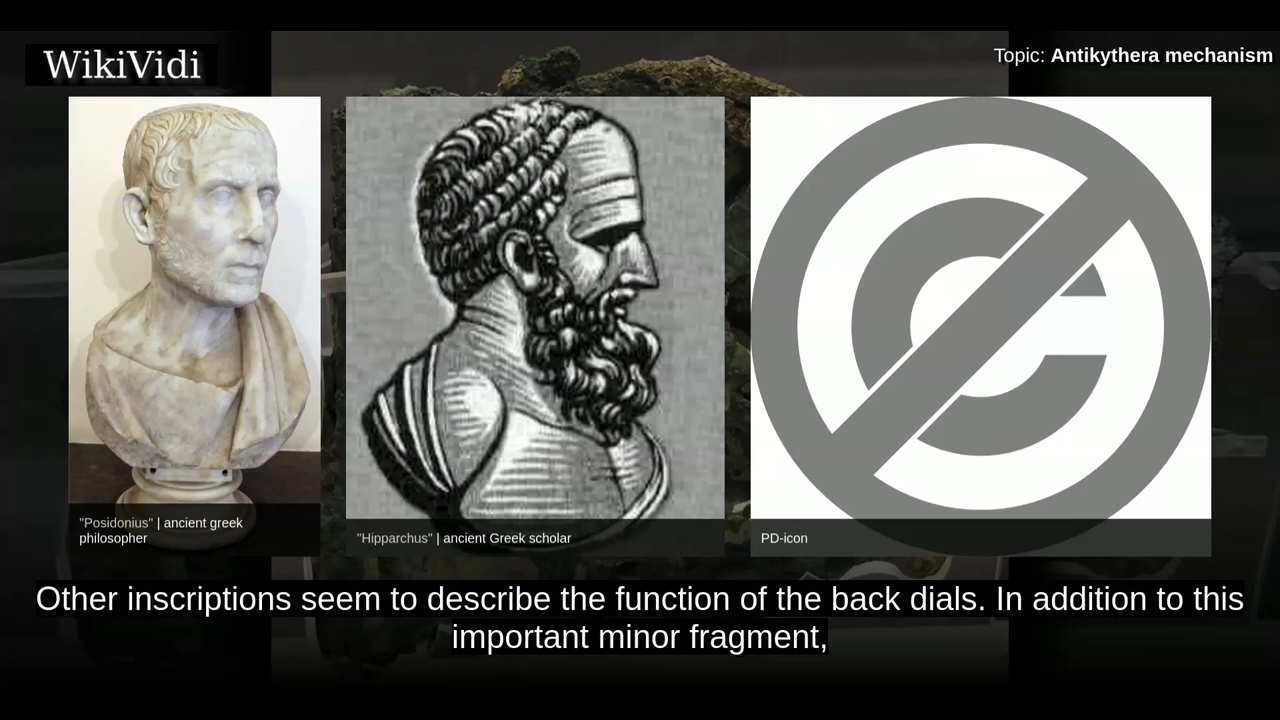 WikiVidi
Topic: Antikythera mechanism
"Posidonius" | ancient greek
philosopher
"Hipparchus" | ancient Greek scholar
PD-icon
Other inscriptions seem to describe the function of the back dials. In addition to this
important minor fragment,